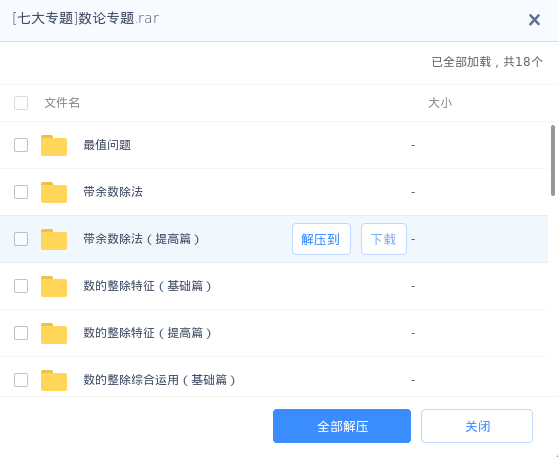 [七大专题]数论专题.rar
已全部加载，共18个
文件名 大小
最值问题 -
带余数除法 -
带余数除法（提高篇） 解压到 下载 -
数的整除特征（基础篇） -
数的整除特征（提高篇） -
数的整除综合运用（基础篇） -
全部解压 关闭